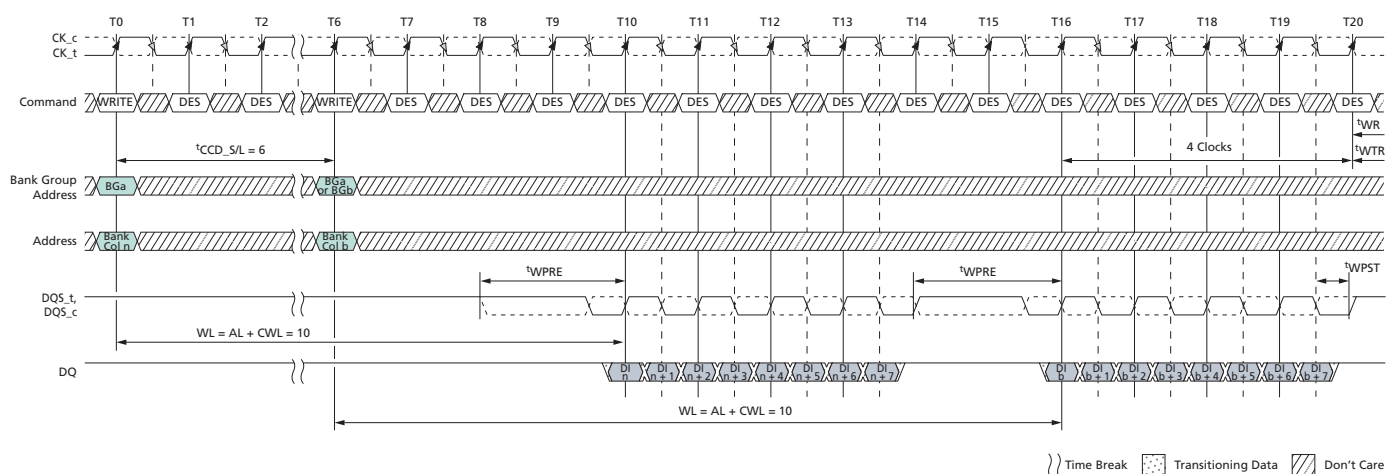 T0 T1 T2 T6 T7 T8 T9 T10 T11 T12 T13 T14 T15 T16 T17 T18 T19 T20
CK_c
CK_t
Command WRITE DES DES WRITE DES DES DES DES DES DES DES DES DES DES DES DES DES DES
tWR
tCCD_S/L = 6 4 Clocks tWTR
Bank Group
Address
BGa
BGa
or BGb
Address
Bank
Col n
Bank
Col b
tWPRE tWPRE tWPST
DQS_t,
DQS_c
WL = AL + CWL = 10
DQ
DI
n
DI
n + 1
DI
n + 2
DI
n + 3
DI
n + 4
DI
n + 5
DI
n + 6
DI
n + 7
DI
b
DI
b + 1
DI
b + 2
DI
b + 3
DI
b + 4
DI
b + 5
DI
b + 6
DI
b + 7
WL = AL + CWL = 10
Time Break Transitioning Data Don't Care